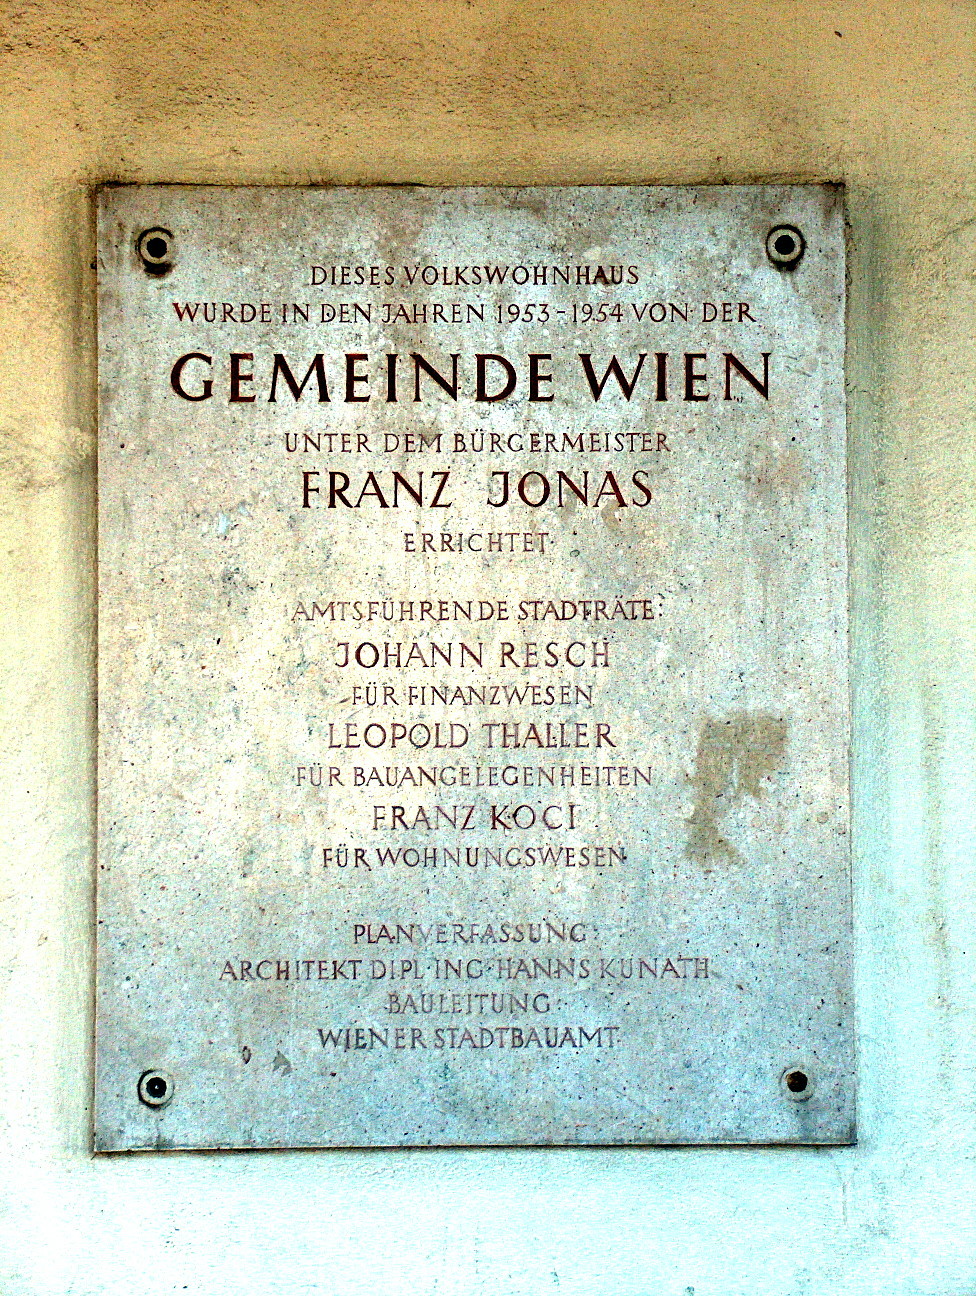 DIESES VOLKSWOHNHAUS
WURDE IN DEN JAHREN 1953-1954 VON DER
GEMEINDE WIEN
UNTER DEM BÜRGERMEISTER
FRANZ JONAS
ERRICHTET·
AMTSFÜHRENDE STADTRÄTE:
JOHANN RESCH
FÜR FINANZWESEN
LEOPOLD THALLER
FÜR BAUANGELEGENHEITEN
FRANZ KOCI
FÜR WOHNUNGSWESEN
PLANVERFASSUNG:
ARCHITEKT DIPL·ING·HANNS KUNATH
BAULEITUNG
WIENER STADTBAUAMT